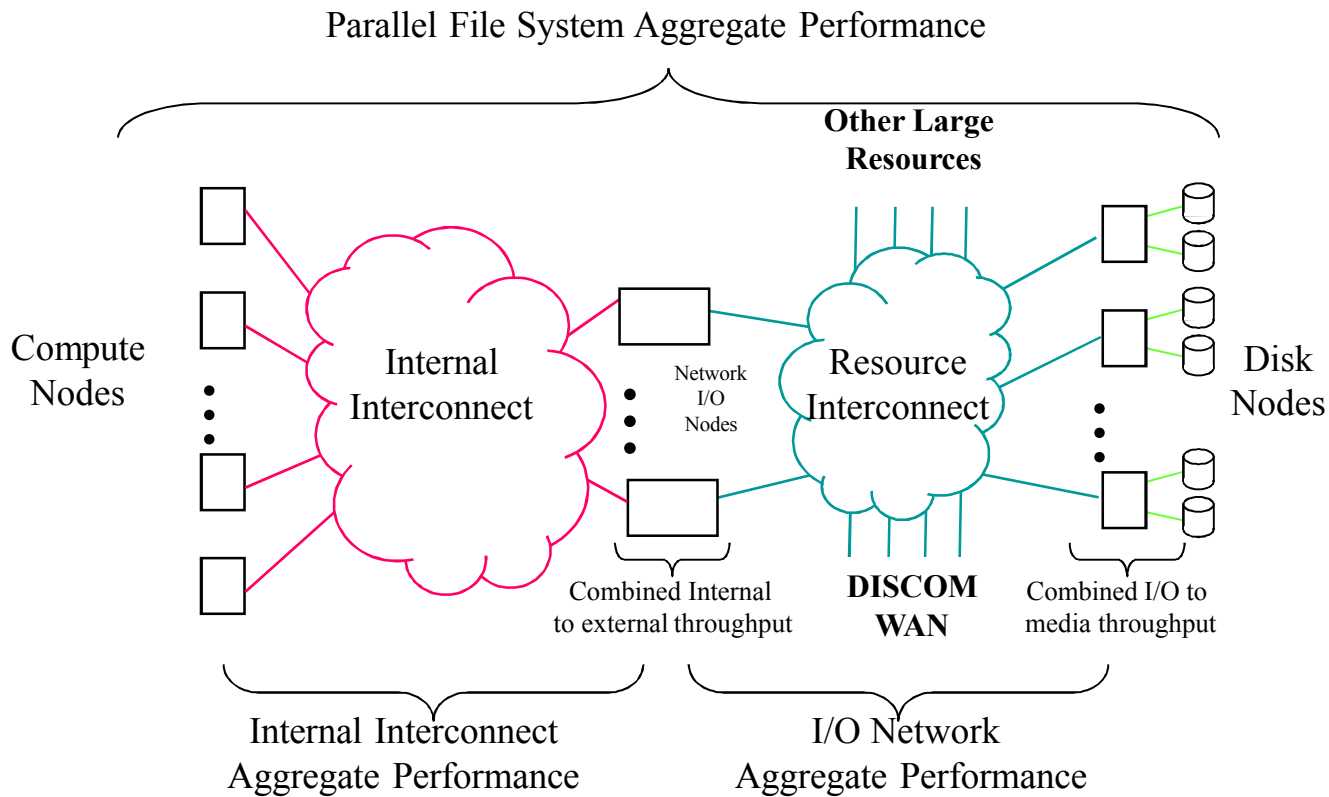 Parallel File System Aggregate Performance
Other Large
Resources
Compute
Nodes
Internal
Interconnect
Network
I/O
Nodes
Resource
Interconnect
Disk
Nodes
Combined Internal
to external throughput
DISCOM
WAN
Combined I/O to
media throughput
Internal Interconnect
Aggregate Performance
I/O Network
Aggregate Performance